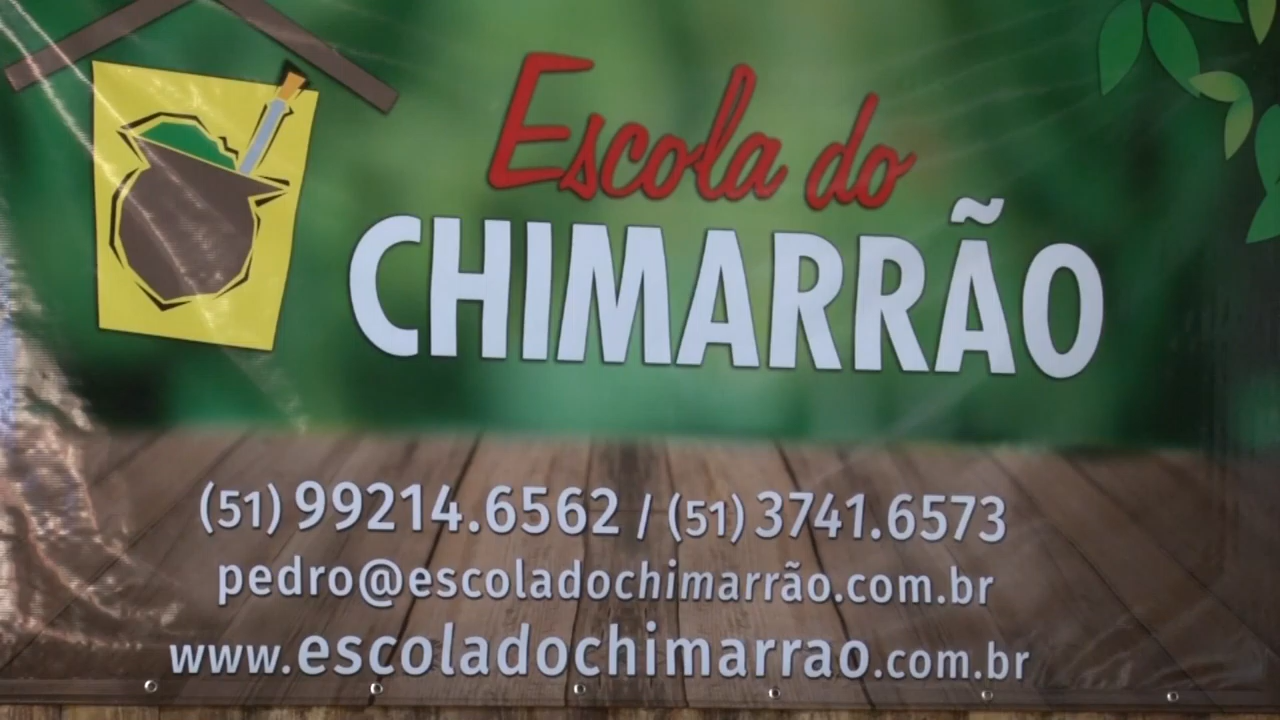 Escola do
CHIMARRÃO
(51) 99214.6562 / (51) 3741.6573
pedro@escoladochimarrão.com.br
www.escoladochimarrao.com.br